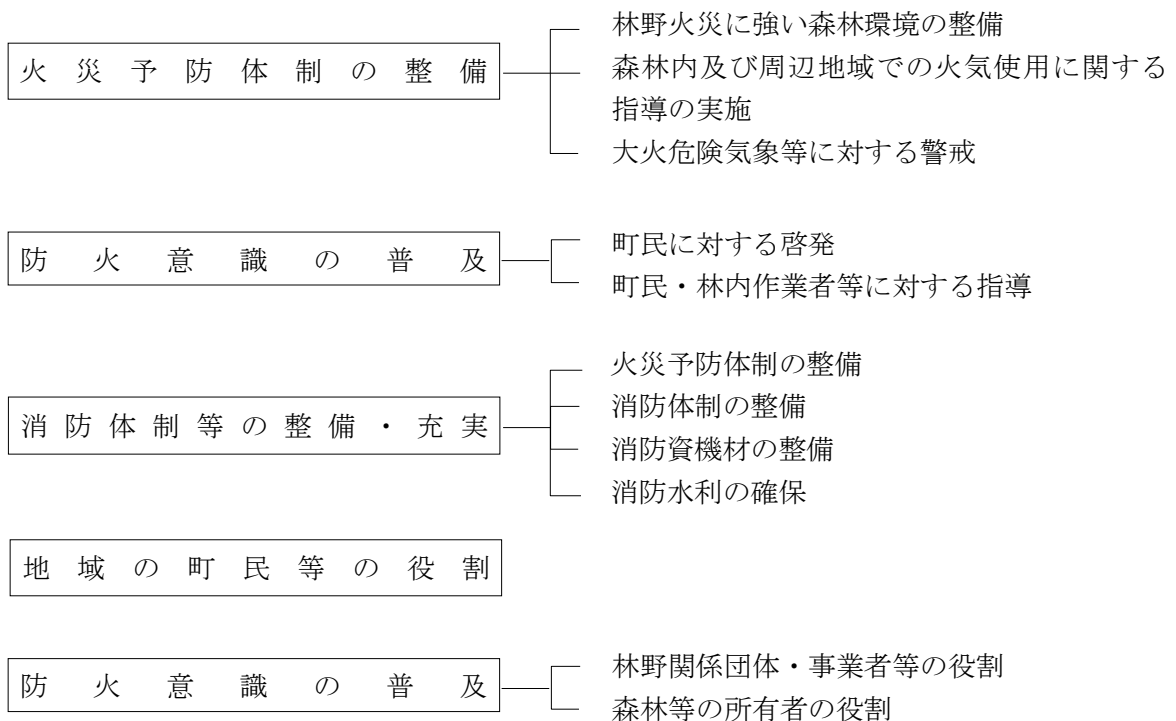 火災予防体制の整備
林野火災に強い森林環境の整備
森林内及び周辺地域での火気使用に関する
指導の実施
大火危険気象等に対する警戒
防火意識の普及
町民に対する啓発
町民・林内作業者等に対する指導
消防体制等の整備・充実
火災予防体制の整備
消防体制の整備
消防資機材の整備
消防水利の確保
地域の町民等の役割
防火意識の普及
林野関係団体・事業者等の役割
森林等の所有者の役割